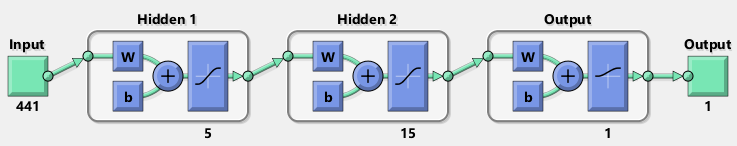 Hidden 1 Hidden 2 Output
Input Output
W W W
b b b
+ + +
441 1
5 15 1